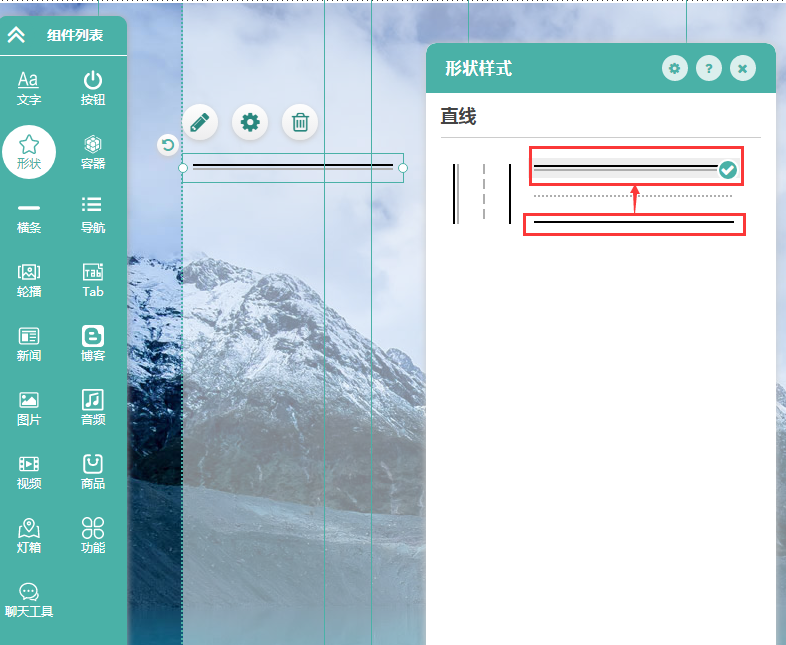 组件列表
Aa
文字
按钮
形状
容器
横条
导航
轮播
Tab
Tab
新闻
博客
图片
音频
视频
商品
灯箱
功能
聊天工具
形状样式
?
直线